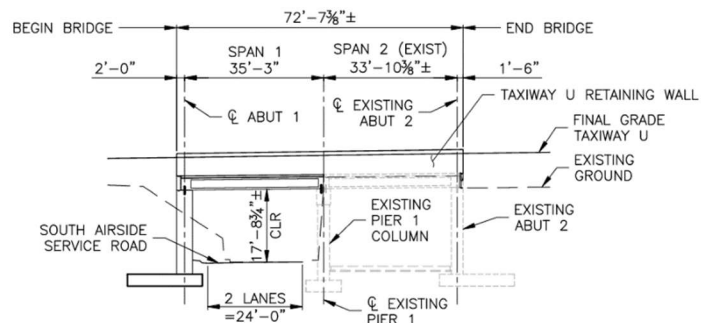 72'-7⅜"±
BEGIN BRIDGE
END BRIDGE
SPAN 1
SPAN 2 (EXIST)
2'-0"
35'-3"
33'-10⅜"±
1'-6"
℄ ABUT 1
℄ EXISTING
ABUT 2
TAXIWAY U RETAINING WALL
FINAL GRADE
TAXIWAY U
EXISTING
GROUND
SOUTH AIRSIDE
SERVICE ROAD
17'-8¾"±
CLR
EXISTING
PIER 1
COLUMN
EXISTING
ABUT 2
2 LANES
=24'-0"
℄ EXISTING
PIER 1